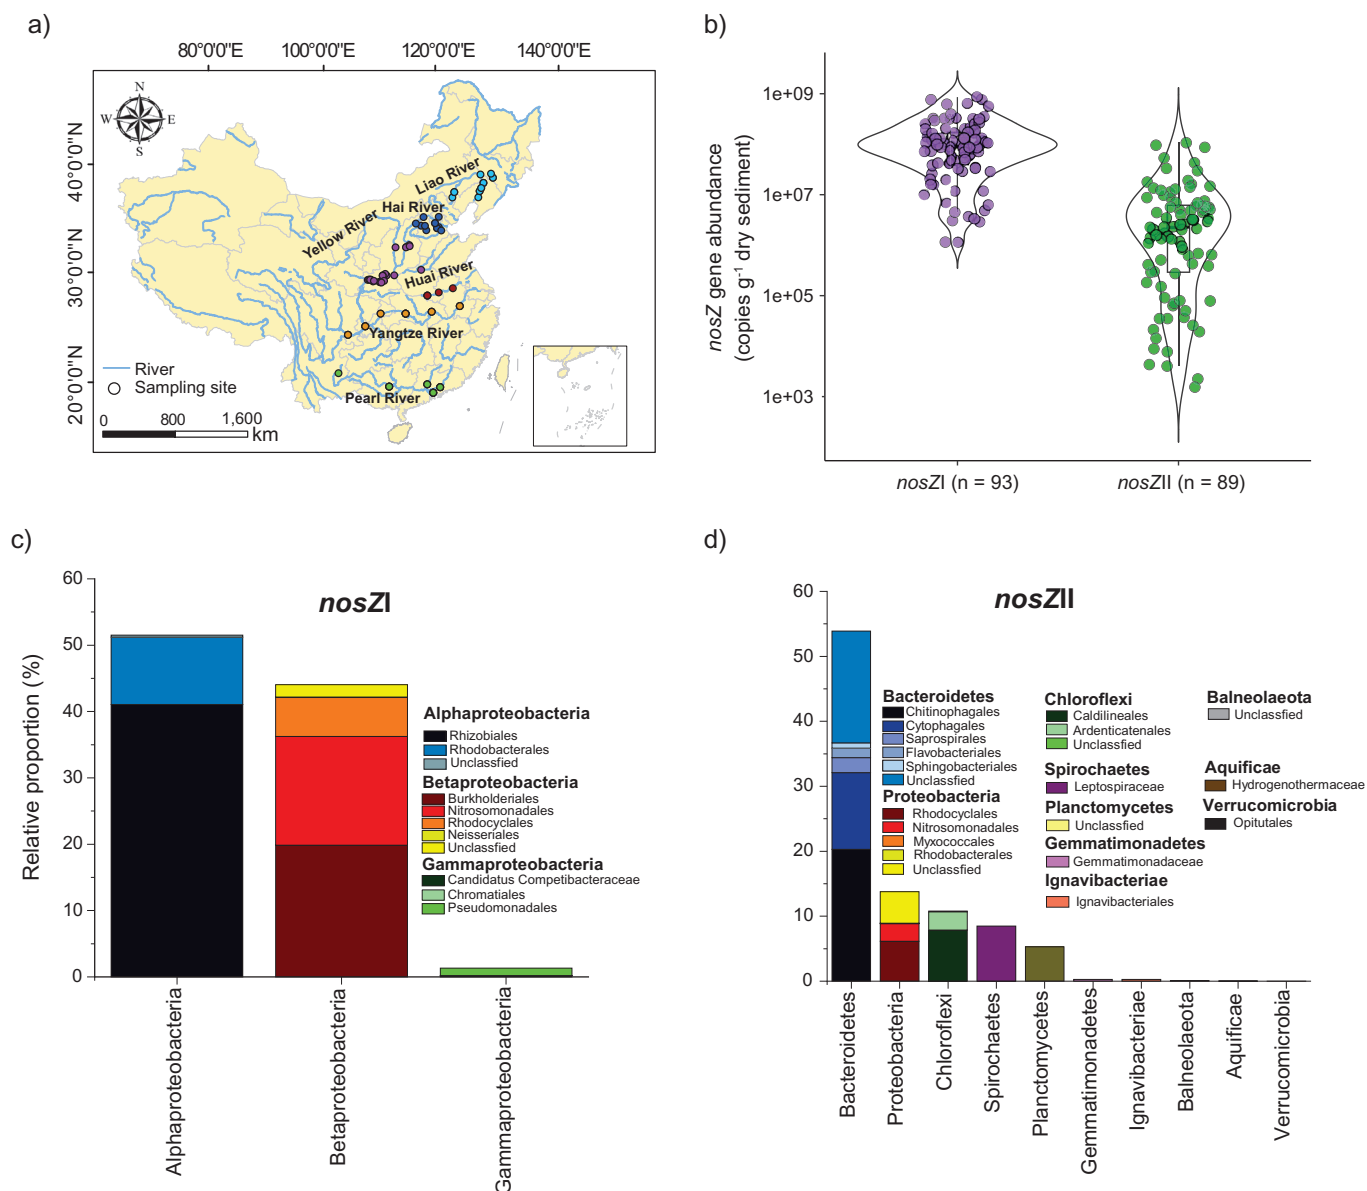 a)
80°0'0"E 100°0'0"E 120°0'0"E 140°0'0"E
40°0'0"N
30°0'0"N
20°0'0"N
N
W E
S
Liao River
Hai River
Yellow River
Huai River
Yangtze River
Pearl River
River
Sampling site
0 800 1,600
km
b)
nosZ gene abundance
(copies g⁻¹ dry sediment)
1e+09
1e+07
1e+05
1e+03
nosZI (n = 93) nosZII (n = 89)
c)
nosZI
Relative proportion (%)
60
50
40
30
20
10
0
Alphaproteobacteria
Rhizobiales
Rhodobacterales
Unclassfied
Betaproteobacteria
Burkholderiales
Nitrosomonadales
Rhodocyclales
Neisseriales
Unclassified
Gammaproteobacteria
Candidatus Competibacteraceae
Chromatiales
Pseudomonadales
Alphaproteobacteria
Betaproteobacteria
Gammaproteobacteria
d)
nosZII
60
50
40
30
20
10
0
Bacteroidetes
Chitinophagales
Cytophagales
Saprospirales
Flavobacteriales
Sphingobacteriales
Unclassified
Proteobacteria
Rhodocyclales
Nitrosomonadales
Myxococcales
Rhodobacterales
Unclassified
Chloroflexi
Caldilineales
Ardenticatenales
Unclassfied
Spirochaetes
Leptospiraceae
Planctomycetes
Unclassfied
Gemmatimonadetes
Gemmatimonadaceae
Ignavibacteriae
Ignavibacteriales
Balneolaeota
Unclassfied
Aquificae
Hydrogenothermaceae
Verrucomicrobia
Opitutales
Bacteroidetes
Proteobacteria
Chloroflexi
Spirochaetes
Planctomycetes
Gemmatimonadetes
Ignavibacteriae
Balneolaeota
Aquificae
Verrucomicrobia